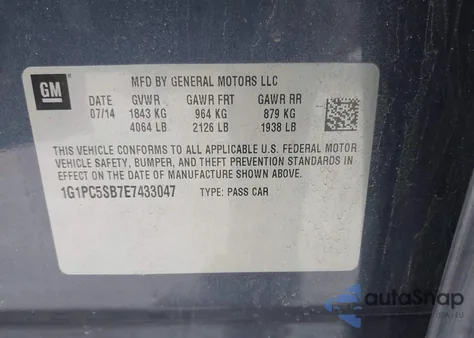 GM
MFD BY GENERAL MOTORS LLC
DATE GVWR GAWR FRT GAWR RR
07/14 1843 KG 964 KG 879 KG
4064 LB 2126 LB 1938 LB
THIS VEHICLE CONFORMS TO ALL APPLICABLE U.S. FEDERAL MOTOR
VEHICLE SAFETY, BUMPER, AND THEFT PREVENTION STANDARDS IN
EFFECT ON THE DATE OF MANUFACTURE SHOWN ABOVE.
1G1PC5SB7E7433047 TYPE: PASS CAR
autoSnap